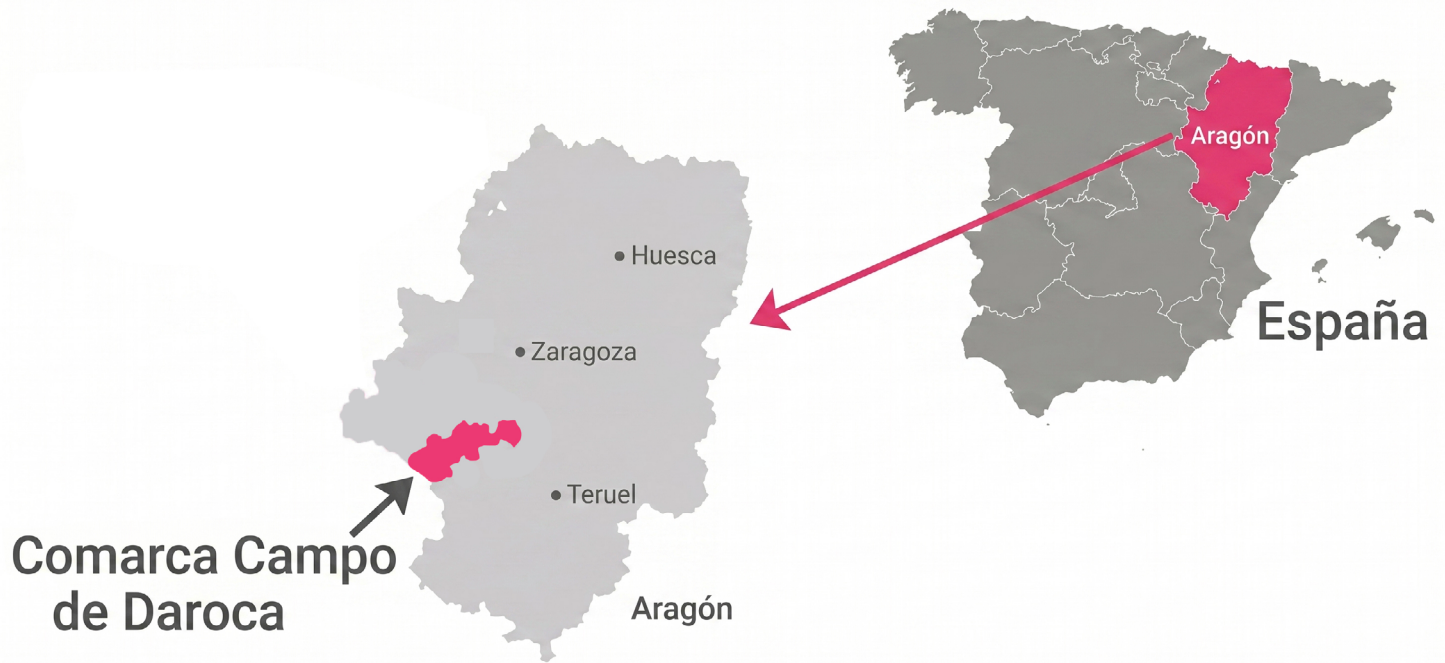 Aragón
España
Huesca
Zaragoza
Teruel
Comarca Campo
de Daroca
Aragón